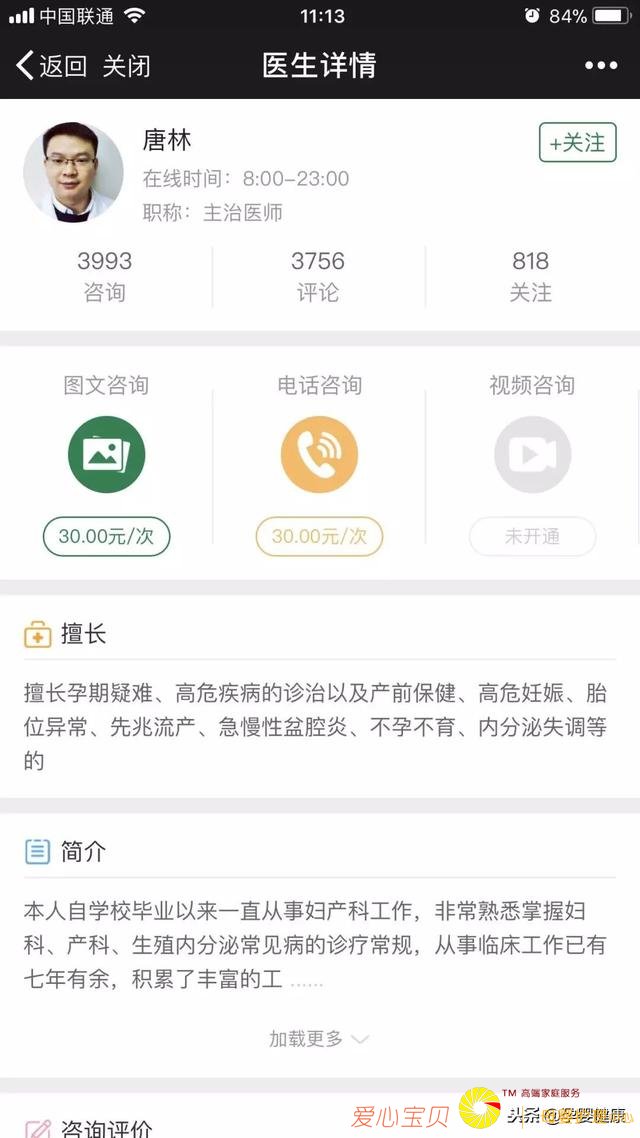 中国联通 11:13 84%
返回 关闭 医生详情
唐林
+关注
在线时间：8:00-23:00
职称：主治医师
3993 3756 818
咨询 评论 关注
图文咨询 电话咨询 视频咨询
30.00元/次 30.00元/次 未开通
擅长
擅长孕期疑难、高危疾病的诊治以及产前保健、高危妊娠、胎
位异常、先兆流产、急慢性盆腔炎、不孕不育、内分泌失调等
的
简介
本人自学校毕业以来一直从事妇产科工作，非常熟悉掌握妇
科、产科、生殖内分泌常见病的诊疗常规，从事临床工作已有
七年有余，积累了丰富的工 ......
加载更多
咨询评价
爱心宝贝
TM 高端家庭服务
头条@孕婴健康